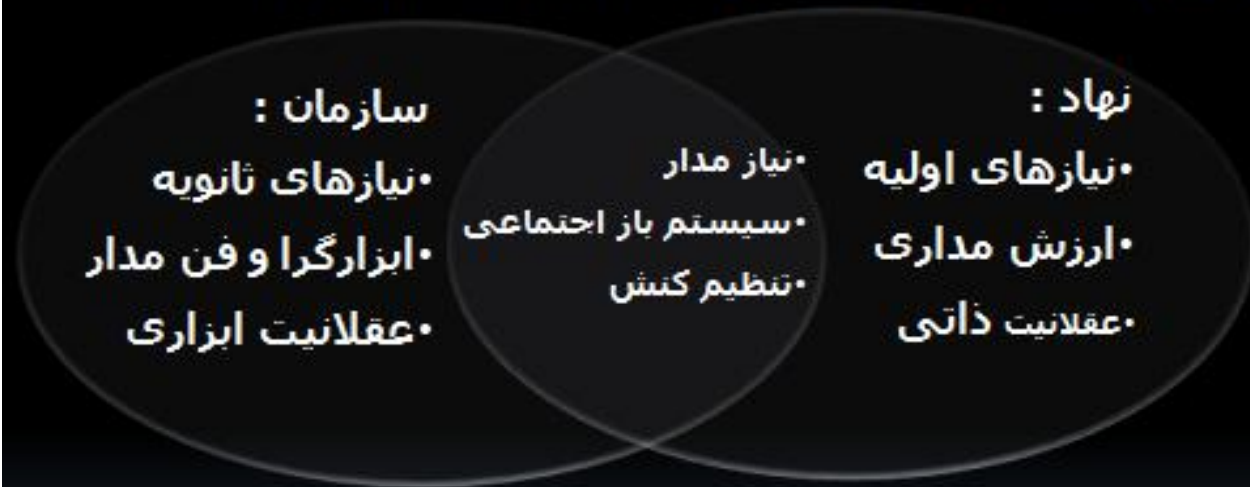 نهاد :
•نیازهای اولیه
•ارزش مداری
•عقلانیت ذاتی
•نیاز مدار
•سیستم باز اجتماعی
•تنظیم کنش
سازمان :
•نیازهای ثانویه
•ابزارگرا و فن مدار
•عقلانیت ابزاری